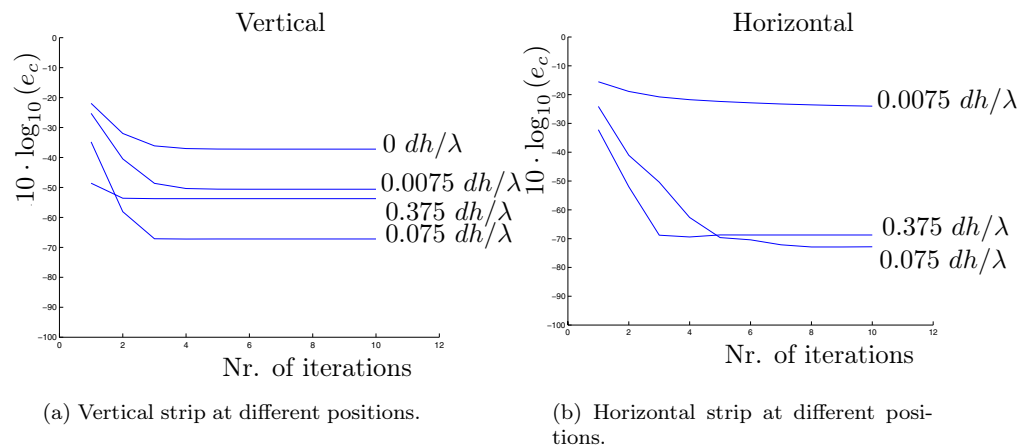 Vertical
10 · log₁₀(e_c)
0
−10
−20
−30
−40
−50
−60
−70
−80
−90
−100
0 2 4 6 8 10 12
0 dh/λ
0.0075 dh/λ
0.375 dh/λ
0.075 dh/λ
Nr. of iterations
(a) Vertical strip at different positions.
Horizontal
10 · log₁₀(e_c)
0
−10
−20
−30
−40
−50
−60
−70
−80
−90
−100
0 2 4 6 8 10 12
0.0075 dh/λ
0.375 dh/λ
0.075 dh/λ
Nr. of iterations
(b) Horizontal strip at different posi-
tions.